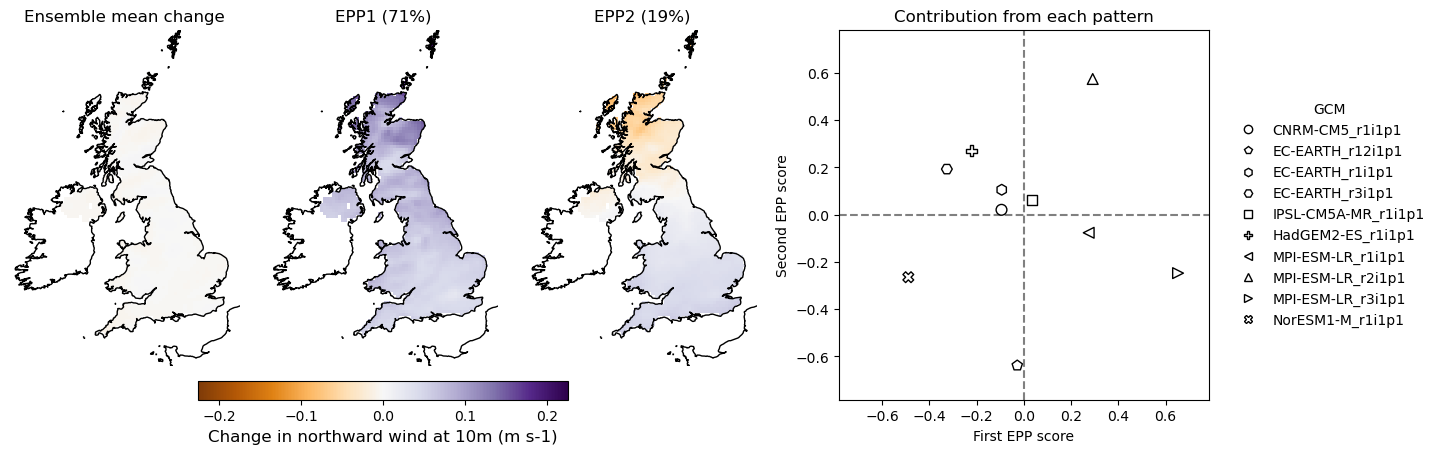 Ensemble mean change
EPP1 (71%)
EPP2 (19%)
Contribution from each pattern
0.6
0.4
0.2
0.0
−0.2
−0.4
−0.6
Second EPP score
−0.6 −0.4 −0.2 0.0 0.2 0.4 0.6
First EPP score
GCM
CNRM-CM5_r1i1p1
EC-EARTH_r12i1p1
EC-EARTH_r1i1p1
EC-EARTH_r3i1p1
IPSL-CM5A-MR_r1i1p1
HadGEM2-ES_r1i1p1
MPI-ESM-LR_r1i1p1
MPI-ESM-LR_r2i1p1
MPI-ESM-LR_r3i1p1
NorESM1-M_r1i1p1
−0.2 −0.1 0.0 0.1 0.2
Change in northward wind at 10m (m s-1)